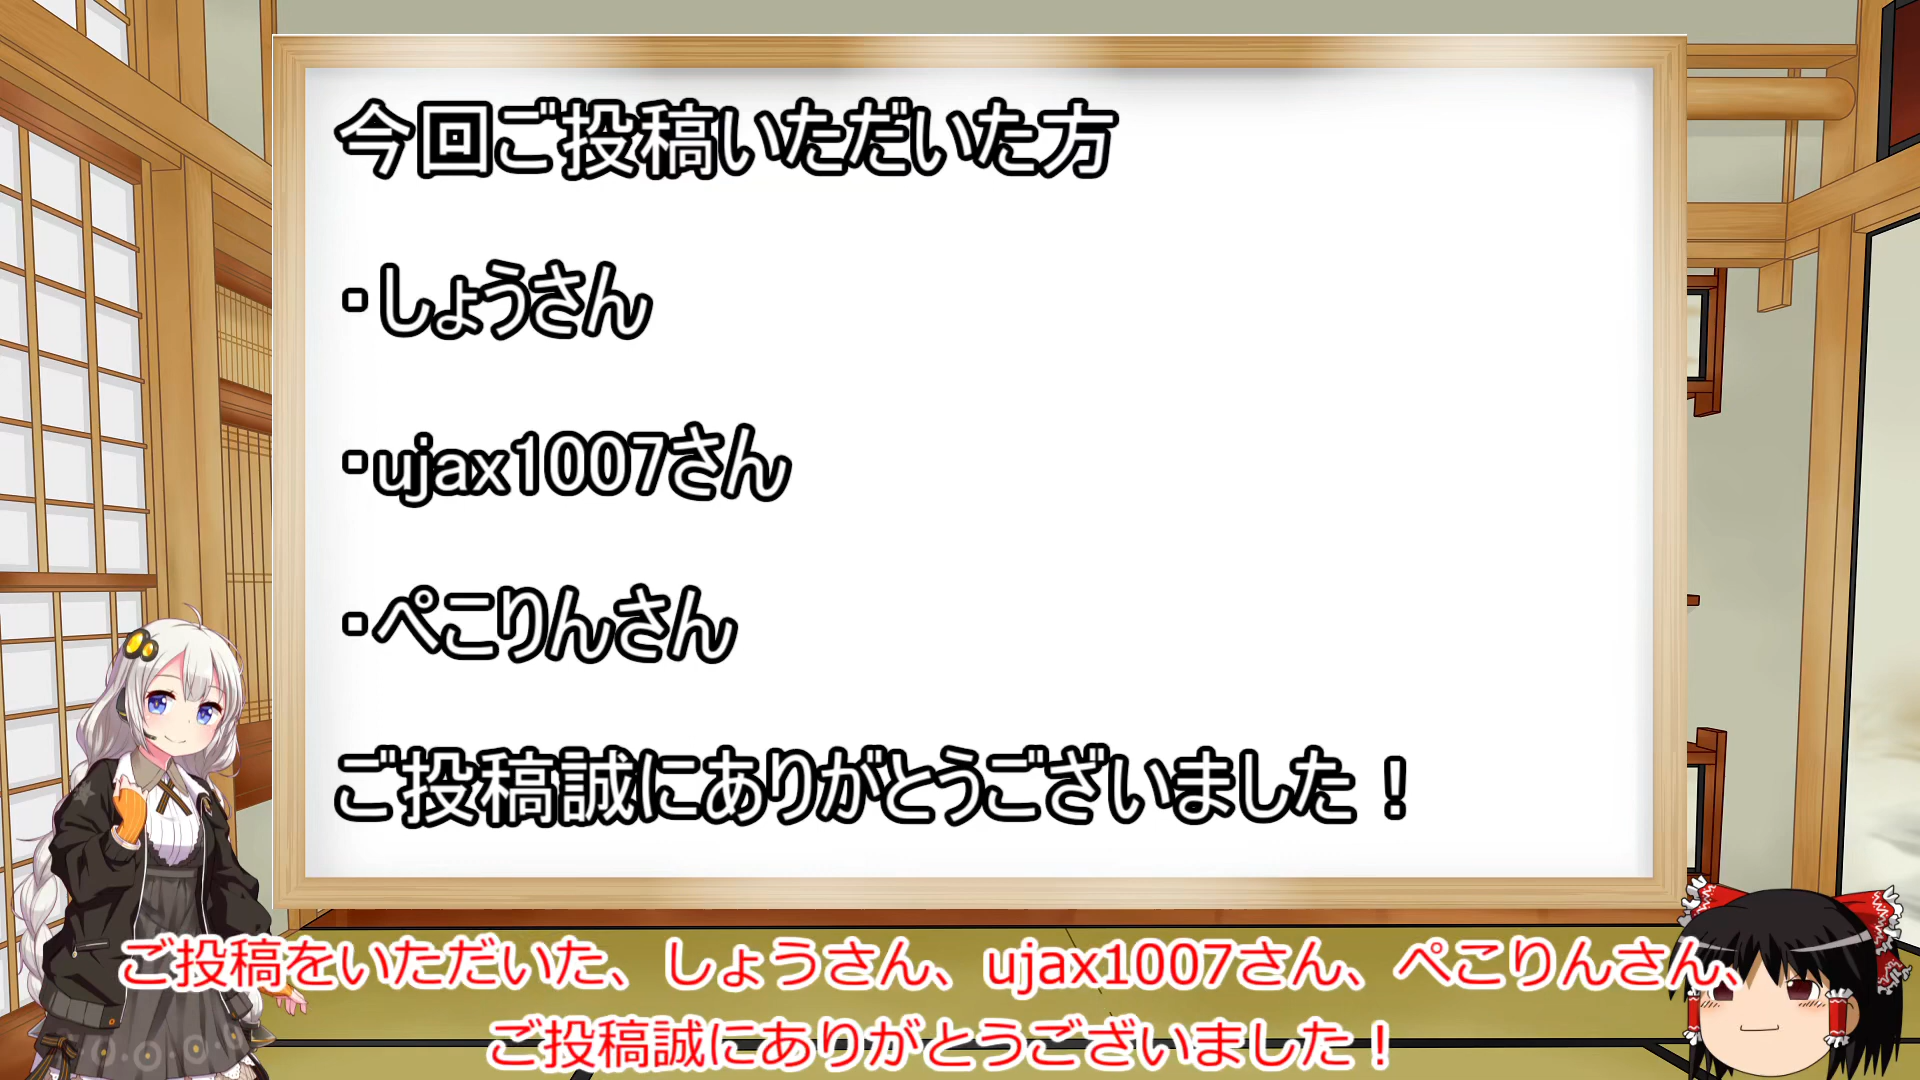 今回ご投稿いただいた方
・しょうさん
・ujax1007さん
・ぺこりんさん
ご投稿誠にありがとうございました！
ご投稿をいただいた、しょうさん、ujax1007さん、ぺこりんさん、
ご投稿誠にありがとうございました！